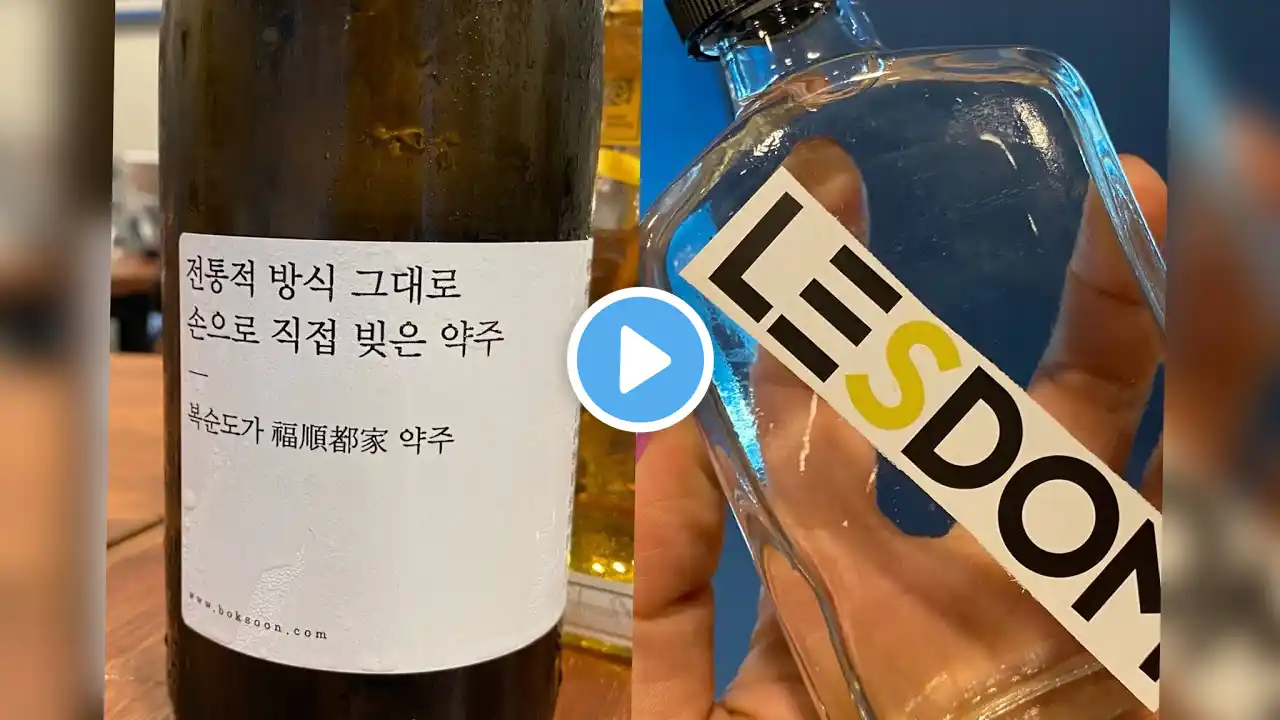 전통적 방식 그대로
손으로 직접 빚은 약주
—
복순도가 福順都家 약주
www.boksoon.com
LESDOM